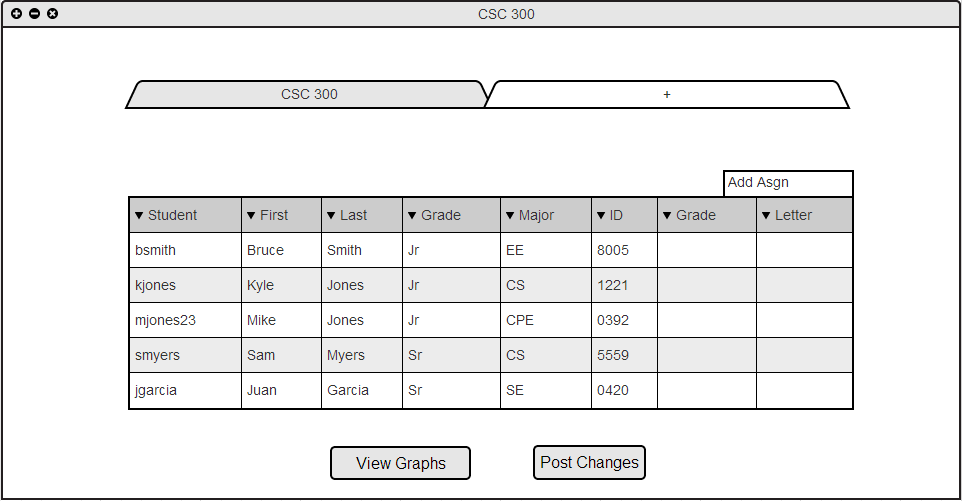 CSC 300
CSC 300 +
Add Asgn
Student First Last Grade Major ID Grade Letter
bsmith Bruce Smith Jr EE 8005
kjones Kyle Jones Jr CS 1221
mjones23 Mike Jones Jr CPE 0392
smyers Sam Myers Sr CS 5559
jgarcia Juan Garcia Sr SE 0420
View Graphs Post Changes